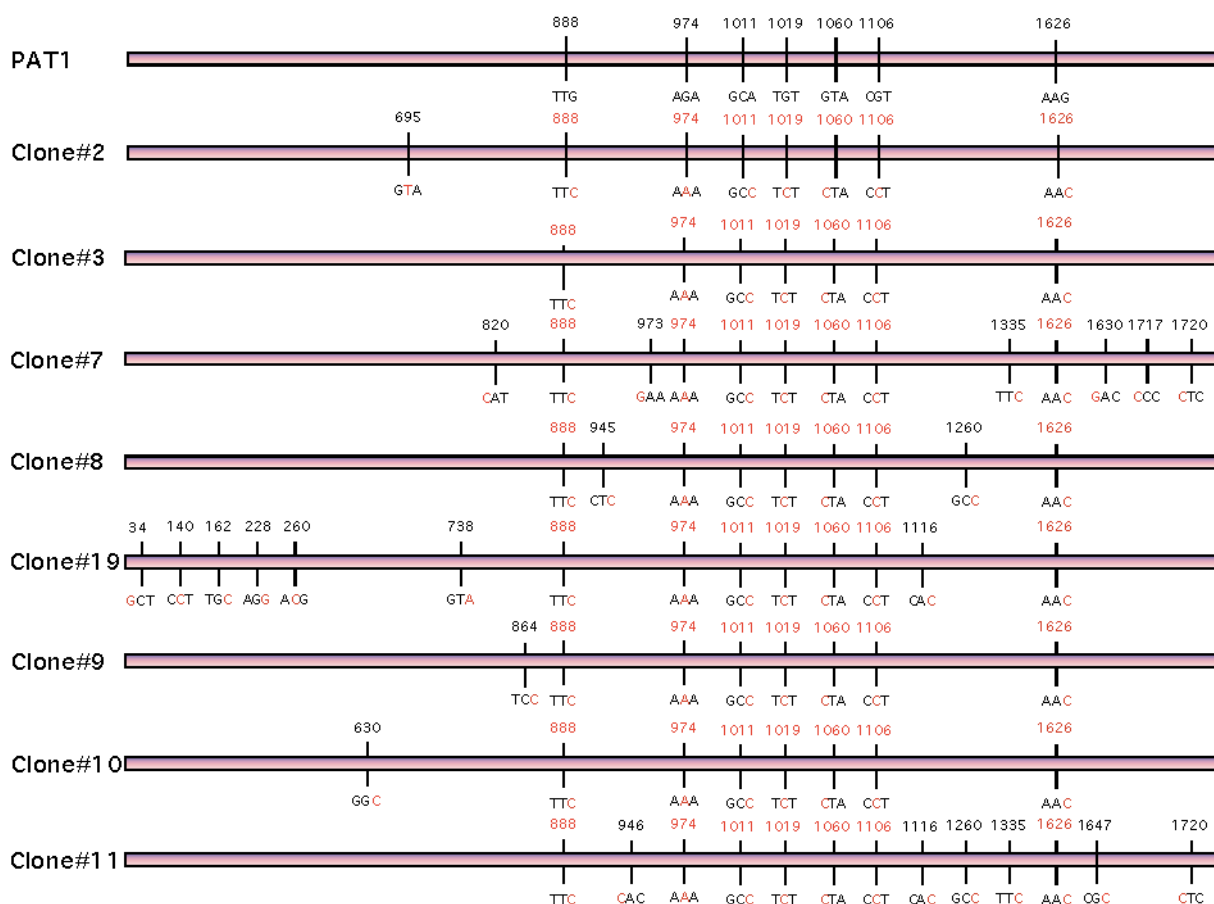 888 974 1011 1019 1060 1106 1626
PAT1
TTG AGA GCA TGT GTA CGT AAG
695 888 974 1011 1019 1060 1106 1626
Clone#2
GTA TTC AAA GCC TCT CTA CCT AAC
888 974 1011 1019 1060 1106 1626
Clone#3
TTC AAA GCC TCT CTA CCT AAC
820 888 973 974 1011 1019 1060 1106 1335 1626 1630 1717 1720
Clone#7
CAT TTC GAA AAA GCC TCT CTA CCT TTC AAC GAC CCC CTC
888 945 974 1011 1019 1060 1106 1260 1626
Clone#8
TTC CTC AAA GCC TCT CTA CCT GCC AAC
34 140 162 228 260 738 888 974 1011 1019 1060 1106 1116 1626
Clone#19
GCT CCT TGC AGG ACG GTA TTC AAA GCC TCT CTA CCT CAC AAC
864 888 974 1011 1019 1060 1106 1626
Clone#9
TCC TTC AAA GCC TCT CTA CCT AAC
630 888 974 1011 1019 1060 1106 1626
Clone#10
GGC TTC AAA GCC TCT CTA CCT AAC
888 946 974 1011 1019 1060 1106 1116 1260 1335 1626 1647 1720
Clone#11
TTC CAC AAA GCC TCT CTA CCT CAC GCC TTC AAC CGC CTC